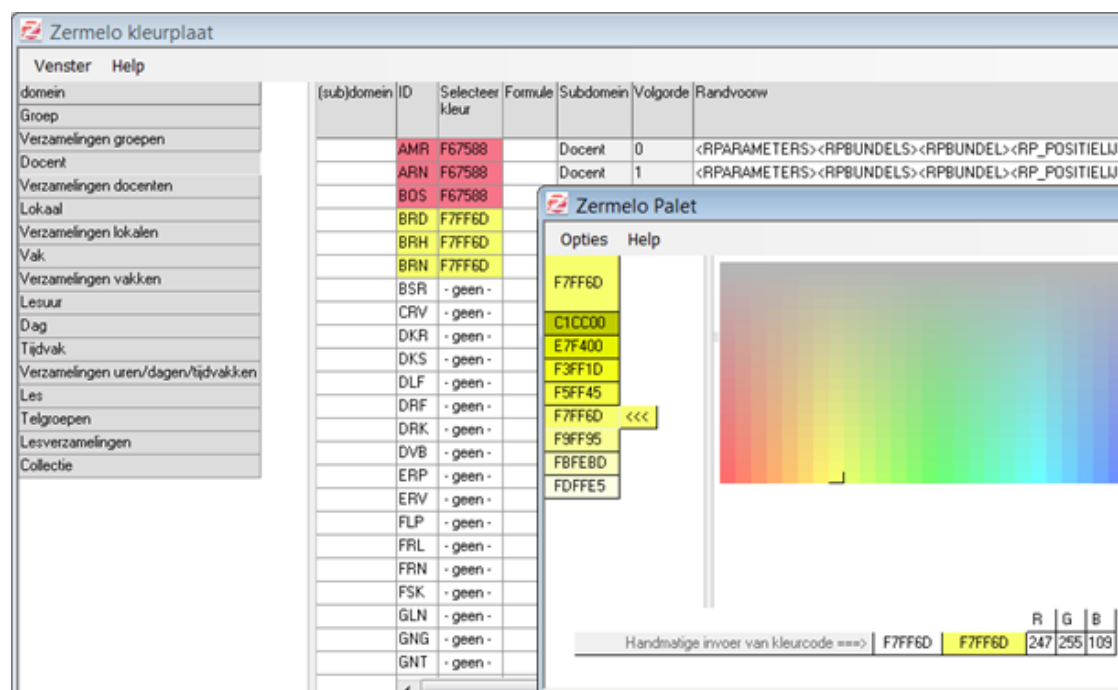 Zermelo kleurplaat
Venster Help
domein
Groep
Verzamelingen groepen
Docent
Verzamelingen docenten
Lokaal
Verzamelingen lokalen
Vak
Verzamelingen vakken
Lesuur
Dag
Tijdvak
Verzamelingen uren/dagen/tijdvakken
Les
Telgroepen
Lesverzamelingen
Collectie
(sub)domein ID Selecteer kleur Formule Subdomein Volgorde Randvoorw
AMR F67588 Docent 0 <RPARAMETERS><RPBUNDELS><RPBUNDEL><RP_POSITIELIJ
ARN F67588 Docent 1 <RPARAMETERS><RPBUNDELS><RPBUNDEL><RP_POSITIELIJ
BOS F67588
BRD F7FF6D
BRH F7FF6D
BRN F7FF6D
BSR - geen -
CRV - geen -
DKR - geen -
DKS - geen -
DLF - geen -
DRF - geen -
DRK - geen -
DVB - geen -
ERP - geen -
ERV - geen -
FLP - geen -
FRL - geen -
FRN - geen -
FSK - geen -
GLN - geen -
GNG - geen -
GNT - geen -
Zermelo Palet
Opties Help
F7FF6D
C1CC00
E7F400
F3FF1D
F5FF45
F7FF6D <<<
F9FF95
FBFEBD
FDFFE5
R G B
Handmatige invoer van kleurcode ===> F7FF6D F7FF6D 247 255 109